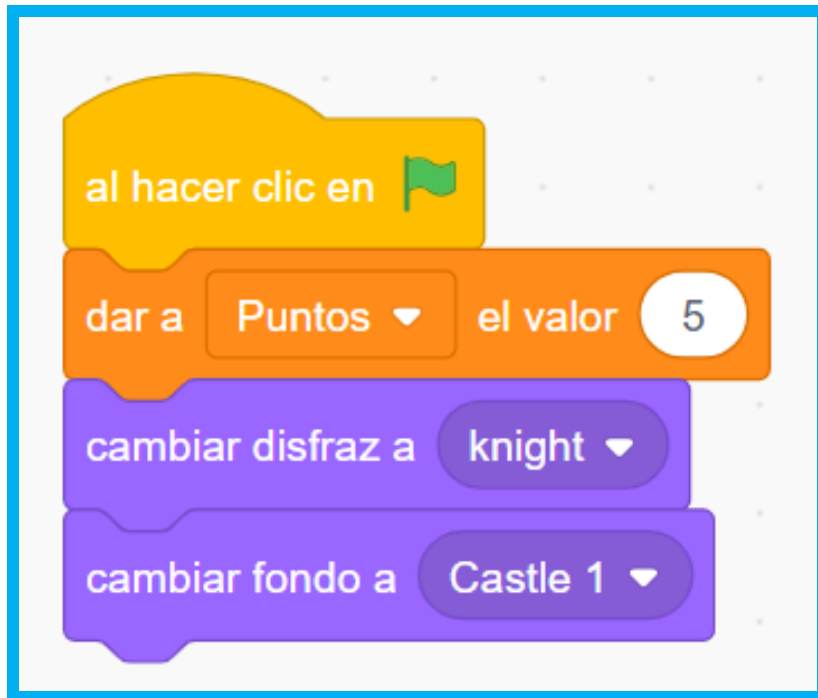 al hacer clic en
dar a Puntos el valor 5
cambiar disfraz a knight
cambiar fondo a Castle 1